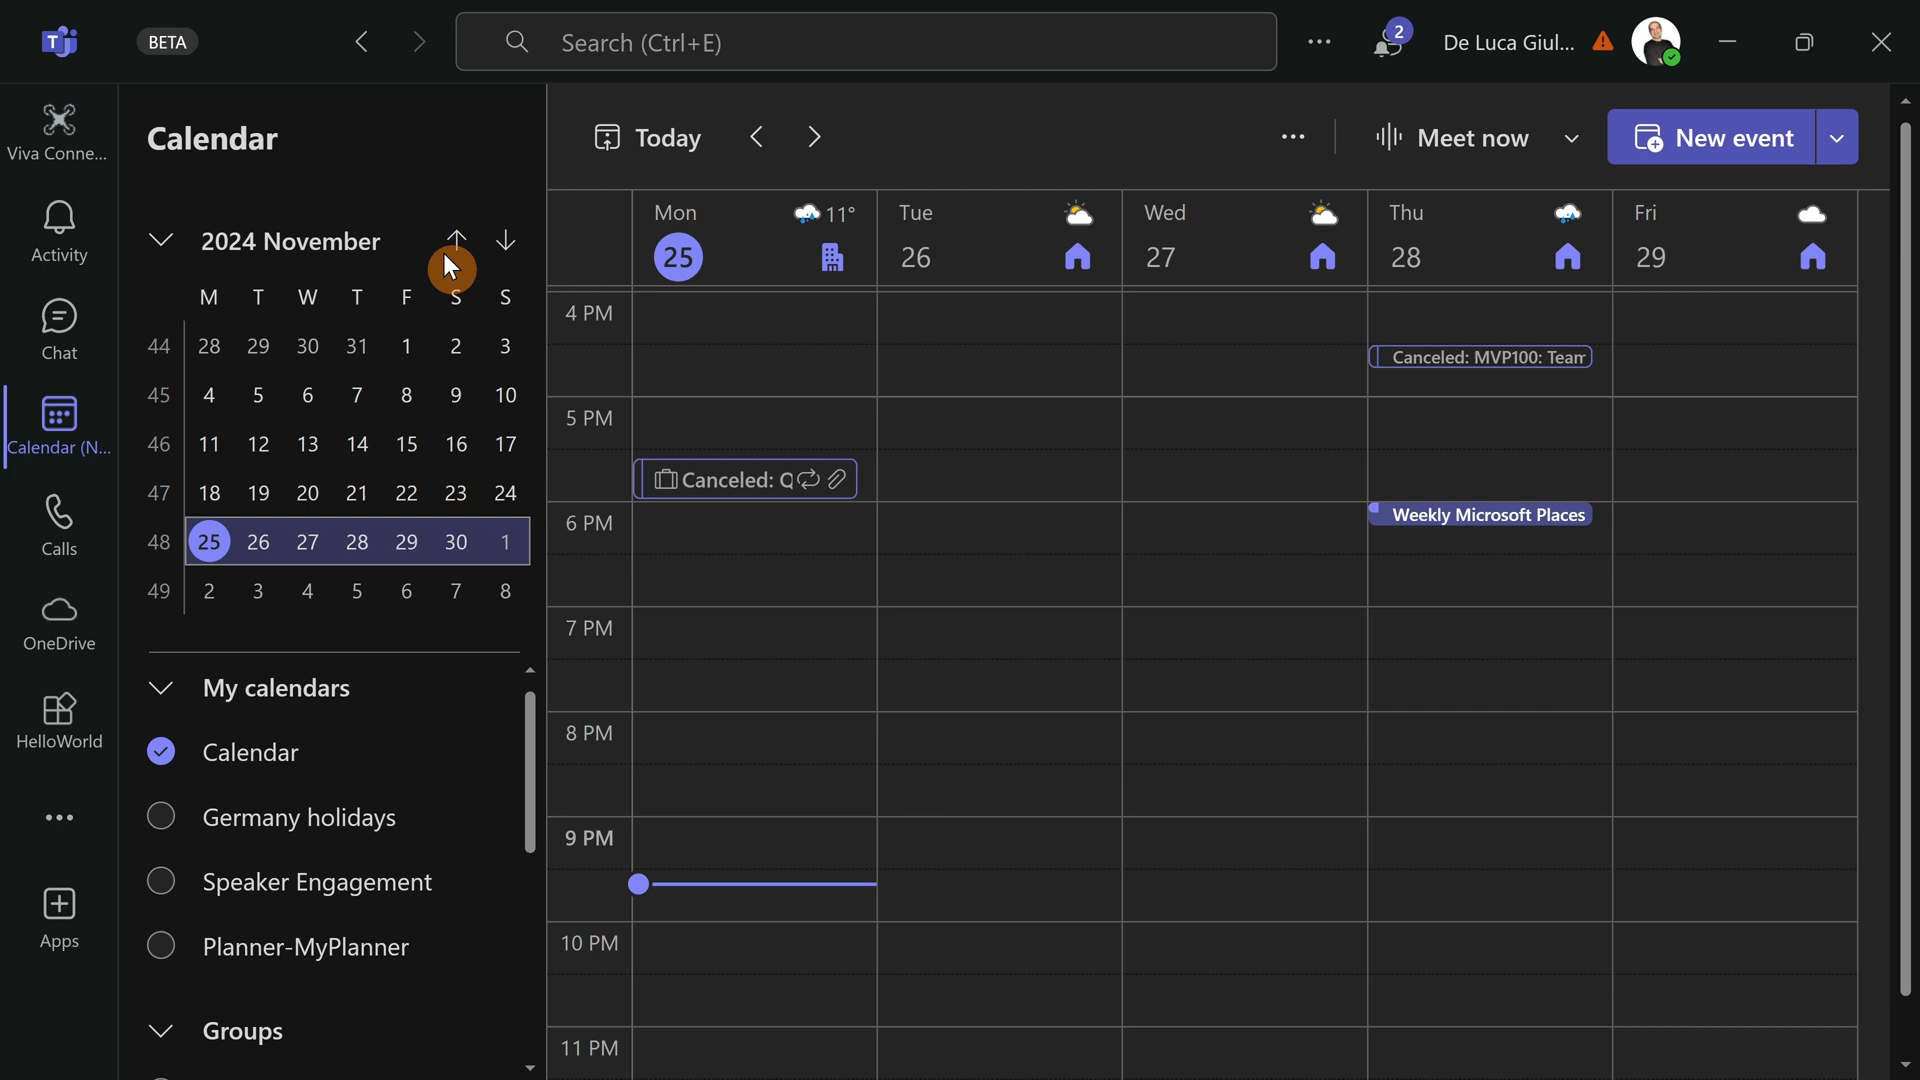 T
BETA
Search (Ctrl+E)
2
De Luca Giul...
Viva Conne...
Activity
Chat
Calendar (N...
Calls
OneDrive
HelloWorld
Apps
Calendar
2024 November
M T W T F S S
44 28 29 30 31 1 2 3
45 4 5 6 7 8 9 10
46 11 12 13 14 15 16 17
47 18 19 20 21 22 23 24
48 25 26 27 28 29 30 1
49 2 3 4 5 6 7 8
My calendars
Calendar
Germany holidays
Speaker Engagement
Planner-MyPlanner
Groups
Today
Meet now
New event
Mon 11° Tue Wed Thu Fri
25 26 27 28 29
4 PM
Canceled: MVP100: Team
5 PM
Canceled: Q
6 PM
Weekly Microsoft Places
7 PM
8 PM
9 PM
10 PM
11 PM